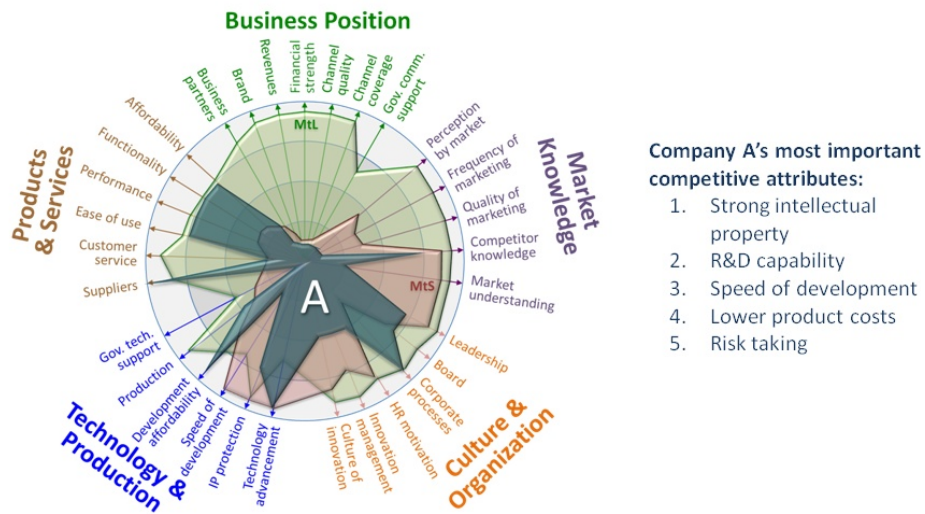 Business Position
Business
partners
Brand
Revenues
Financial
strength
Channel
quality
Channel
coverage
Gov. comm.
support
Market
Knowledge
Perception
by market
Frequency of
marketing
Quality of
marketing
Competitor
knowledge
Market
understanding
Culture &
Organization
Leadership
Board
Corporate
processes
HR motivation
Innovation
management
Culture of
innovation
Technology &
Production
Technology
advancement
IP protection
Speed of
development
Development
affordability
Production
Gov. tech.
support
Products
& Services
Suppliers
Customer
service
Ease of use
Performance
Functionality
Affordability
MtL
MtS
A
Company A's most important
competitive attributes:
1. Strong intellectual
property
2. R&D capability
3. Speed of development
4. Lower product costs
5. Risk taking